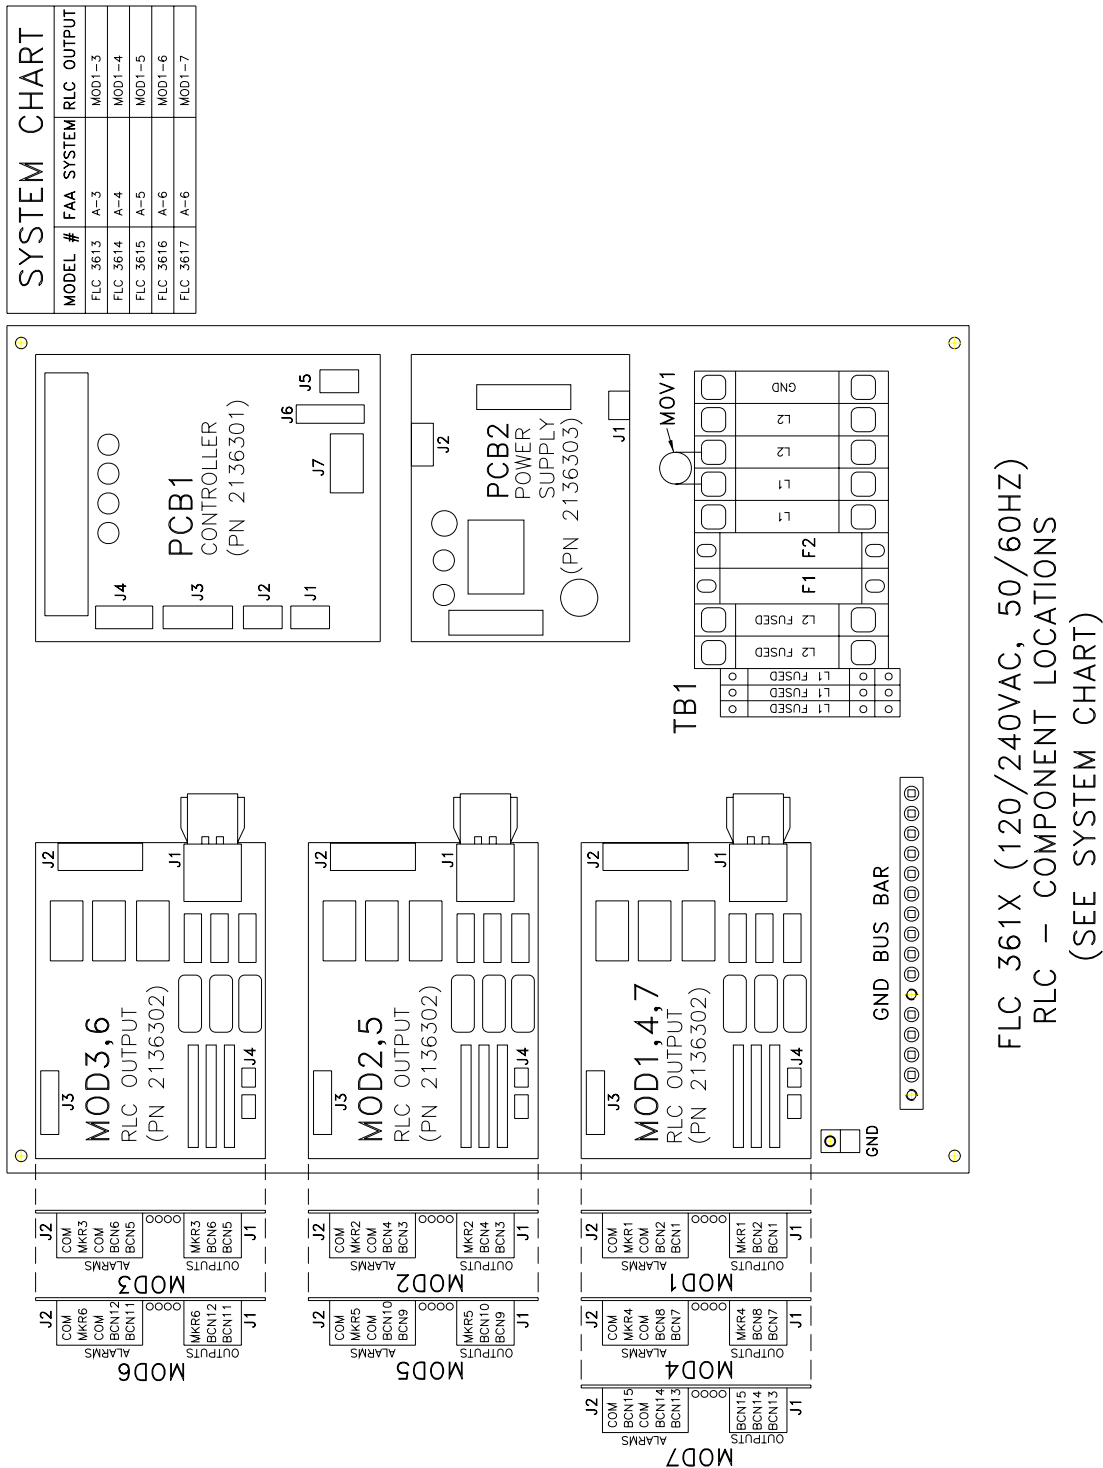 SYSTEM CHART
MODEL # FAA SYSTEM RLC OUTPUT
FLC 3613 A-3 MOD1-3
FLC 3614 A-4 MOD1-4
FLC 3615 A-5 MOD1-5
FLC 3616 A-6 MOD1-6
FLC 3617 A-6 MOD1-7
J4
J3
J2
J1
PCB1
CONTROLLER
(PN 2136301)
J7
J6
J5
J2
PCB2
POWER
SUPPLY
(PN 2136303)
J1
MOV1
TB1
L1 FUSED
L1 FUSED
L1 FUSED
L2 FUSED
L2 FUSED
F1
F2
L1
L1
L2
L2
GND
J3
MOD3,6
RLC OUTPUT
(PN 2136302)
J4
J2
J1
J3
MOD2,5
RLC OUTPUT
(PN 2136302)
J4
J2
J1
J3
MOD1,4,7
RLC OUTPUT
(PN 2136302)
J4
J2
J1
GND
GND BUS BAR
J2
COM
MKR3
COM
BCN6
BCN5
ALARMS
MKR3
BCN6
BCN5
OUTPUTS
J1
MOD3
J2
COM
MKR2
COM
BCN4
BCN3
ALARMS
MKR2
BCN4
BCN3
OUTPUTS
J1
MOD2
J2
COM
MKR1
COM
BCN2
BCN1
ALARMS
MKR1
BCN2
BCN1
OUTPUTS
J1
MOD1
J2
COM
MKR6
COM
BCN12
BCN11
ALARMS
MKR6
BCN12
BCN11
OUTPUTS
J1
MOD6
J2
COM
MKR5
COM
BCN10
BCN9
ALARMS
MKR5
BCN10
BCN9
OUTPUTS
J1
MOD5
J2
COM
MKR4
COM
BCN8
BCN7
ALARMS
MKR4
BCN8
BCN7
OUTPUTS
J1
MOD4
J2
COM
BCN15
COM
BCN14
BCN13
ALARMS
BCN15
BCN14
BCN13
OUTPUTS
J1
MOD7
FLC 361X (120/240VAC, 50/60HZ)
RLC - COMPONENT LOCATIONS
(SEE SYSTEM CHART)